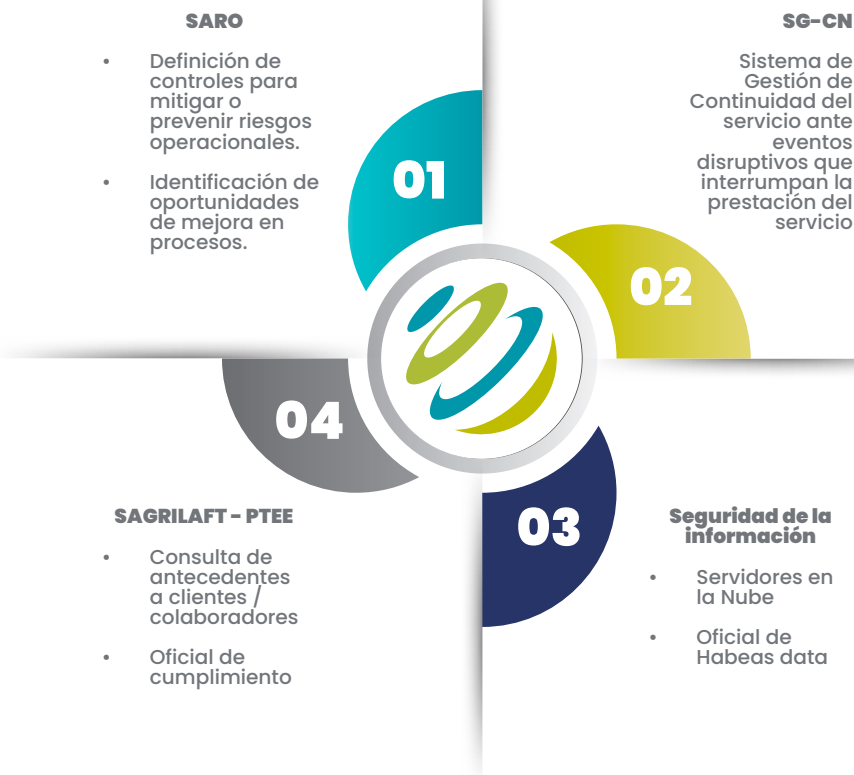 SARO
• Definición de
controles para
mitigar o
prevenir riesgos
operacionales.
• Identificación de
oportunidades
de mejora en
procesos.
01
SG-CN
Sistema de
Gestión de
Continuidad del
servicio ante
eventos
disruptivos que
interrumpan la
prestación del
servicio
02
03
Seguridad de la
información
• Servidores en
la Nube
• Oficial de
Habeas data
04
SAGRILAFT - PTEE
• Consulta de
antecedentes
a clientes /
colaboradores
• Oficial de
cumplimiento